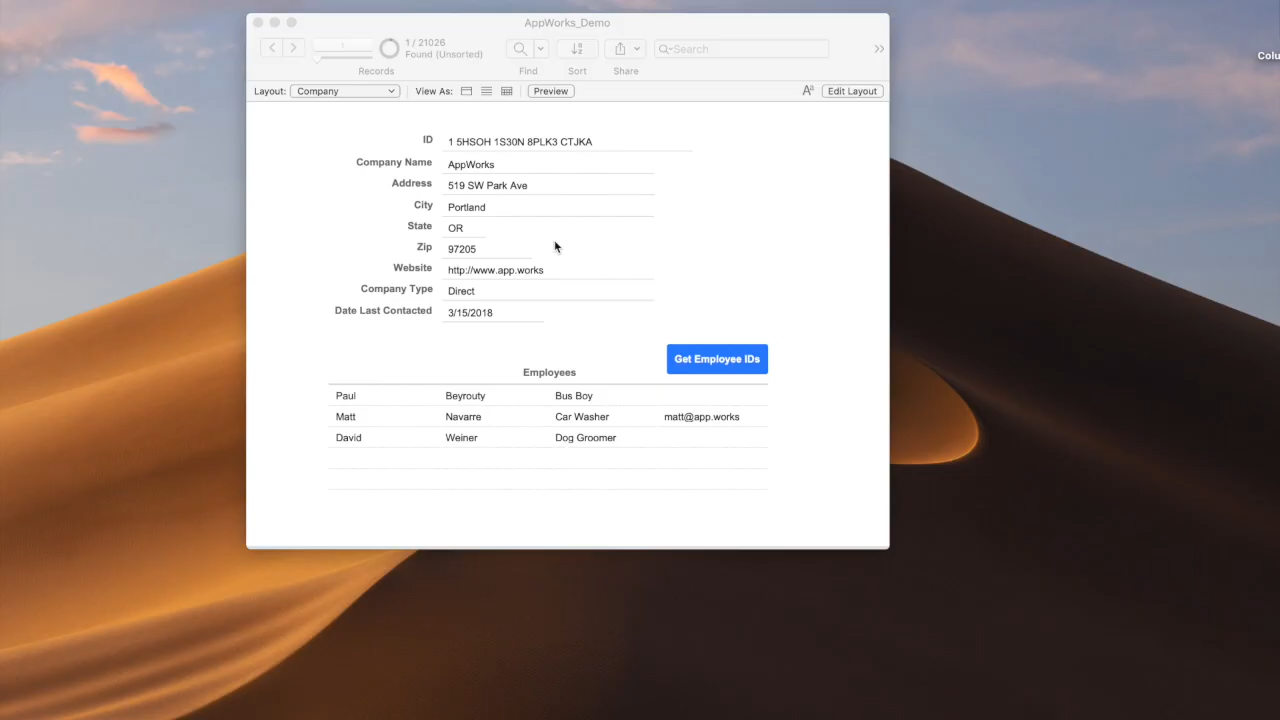 AppWorks_Demo
1 / 21026
Found (Unsorted)
Search
Records
Find
Sort
Share
Layout: Company View As: Preview Aa Edit Layout
ID 1 5HSOH 1S30N 8PLK3 CTJKA
Company Name AppWorks
Address 519 SW Park Ave
City Portland
State OR
Zip 97205
Website http://www.app.works
Company Type Direct
Date Last Contacted 3/15/2018
Get Employee IDs
Employees
Paul Beyrouty Bus Boy
Matt Navarre Car Washer matt@app.works
David Weiner Dog Groomer
Colu